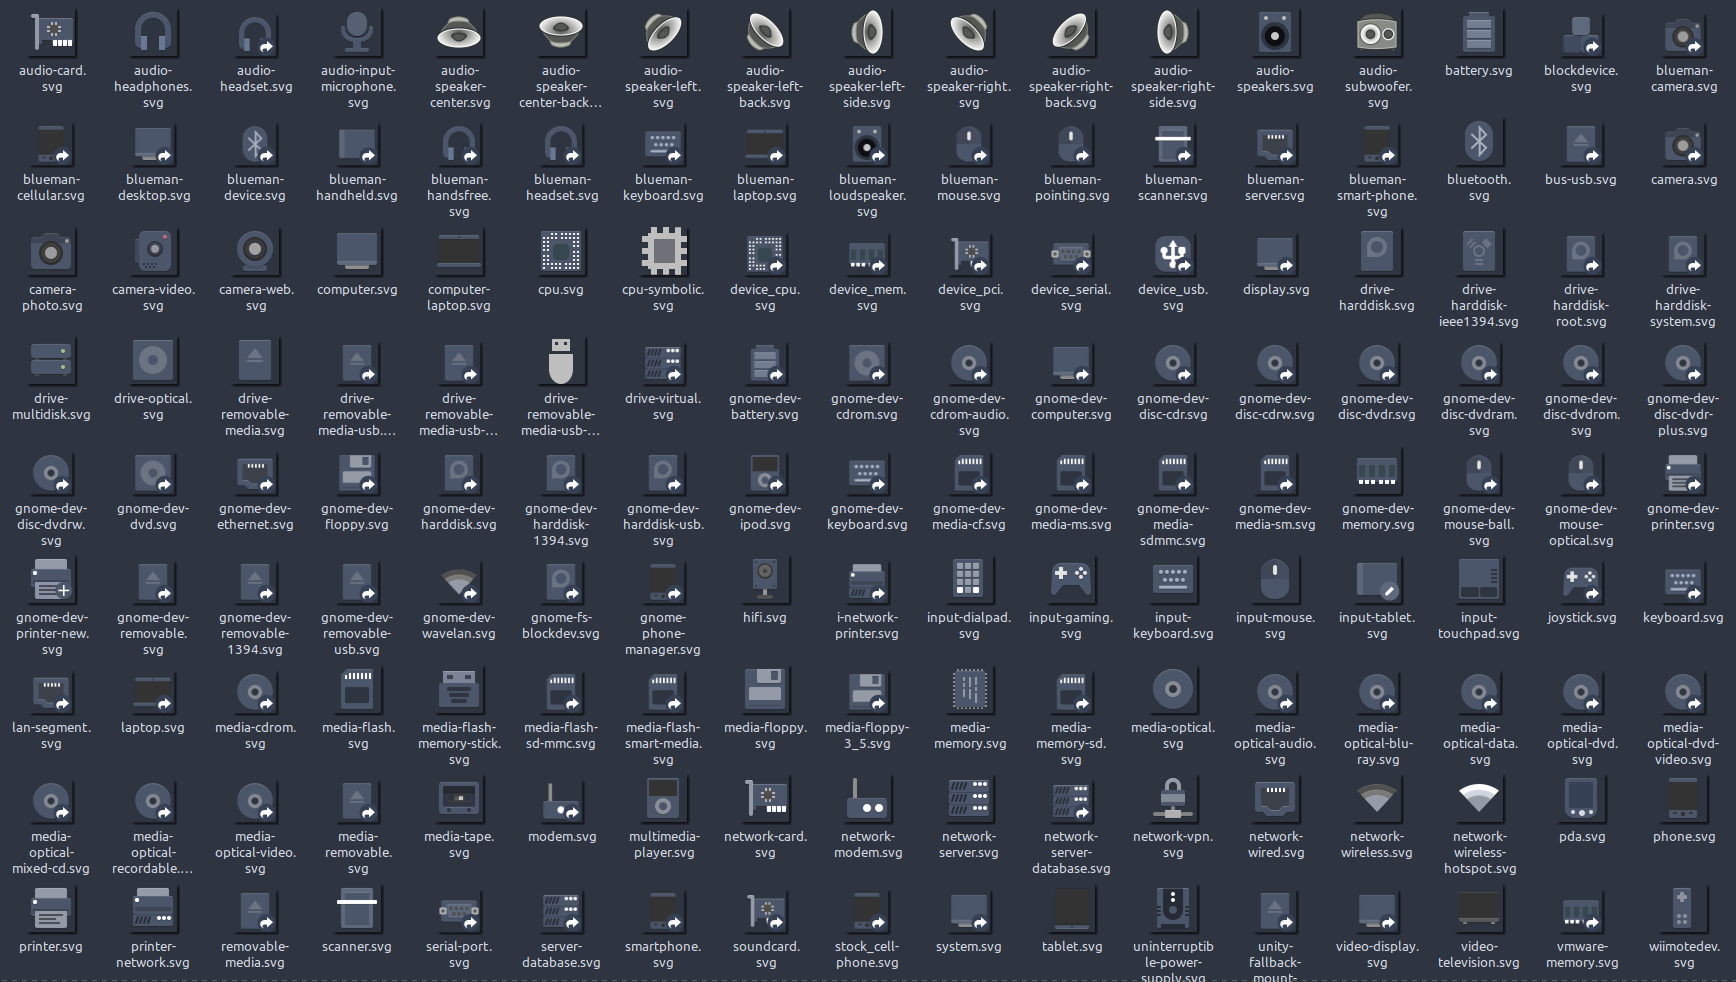 audio-card.
svg
audio-
headphones.
svg
audio-
headset.svg
audio-input-
microphone.
svg
audio-
speaker-
center.svg
audio-
speaker-
center-back...
audio-
speaker-left.
svg
audio-
speaker-left-
back.svg
audio-
speaker-left-
side.svg
audio-
speaker-right.
svg
audio-
speaker-right-
back.svg
audio-
speaker-right-
side.svg
audio-
speakers.svg
audio-
subwoofer.
svg
battery.svg
blockdevice.
svg
blueman-
camera.svg
blueman-
cellular.svg
blueman-
desktop.svg
blueman-
device.svg
blueman-
handheld.svg
blueman-
handsfree.
svg
blueman-
headset.svg
blueman-
keyboard.svg
blueman-
laptop.svg
blueman-
loudspeaker.
svg
blueman-
mouse.svg
blueman-
pointing.svg
blueman-
scanner.svg
blueman-
server.svg
blueman-
smart-phone.
svg
bluetooth.
svg
bus-usb.svg
camera.svg
camera-
photo.svg
camera-video.
svg
camera-web.
svg
computer.svg
computer-
laptop.svg
cpu.svg
cpu-symbolic.
svg
device_cpu.
svg
device_mem.
svg
device_pci.
svg
device_serial.
svg
device_usb.
svg
display.svg
drive-
harddisk.svg
drive-
harddisk-
ieee1394.svg
drive-
harddisk-
root.svg
drive-
harddisk-
system.svg
drive-
multidisk.svg
drive-optical.
svg
drive-
removable-
media.svg
drive-
removable-
media-usb....
drive-
removable-
media-usb-...
drive-
removable-
media-usb-...
drive-virtual.
svg
gnome-dev-
battery.svg
gnome-dev-
cdrom.svg
gnome-dev-
cdrom-audio.
svg
gnome-dev-
computer.svg
gnome-dev-
disc-cdr.svg
gnome-dev-
disc-cdrw.svg
gnome-dev-
disc-dvdr.svg
gnome-dev-
disc-dvdram.
svg
gnome-dev-
disc-dvdrom.
svg
gnome-dev-
disc-dvdr-
plus.svg
gnome-dev-
disc-dvdrw.
svg
gnome-dev-
dvd.svg
gnome-dev-
ethernet.svg
gnome-dev-
floppy.svg
gnome-dev-
harddisk.svg
gnome-dev-
harddisk-
1394.svg
gnome-dev-
harddisk-usb.
svg
gnome-dev-
ipod.svg
gnome-dev-
keyboard.svg
gnome-dev-
media-cf.svg
gnome-dev-
media-ms.svg
gnome-dev-
media-
sdmmc.svg
gnome-dev-
media-sm.svg
gnome-dev-
memory.svg
gnome-dev-
mouse-ball.
svg
gnome-dev-
mouse-
optical.svg
gnome-dev-
printer.svg
gnome-dev-
printer-new.
svg
gnome-dev-
removable.
svg
gnome-dev-
removable-
1394.svg
gnome-dev-
removable-
usb.svg
gnome-dev-
wavelan.svg
gnome-fs-
blockdev.svg
gnome-
phone-
manager.svg
hifi.svg
i-network-
printer.svg
input-dialpad.
svg
input-gaming.
svg
input-
keyboard.svg
input-mouse.
svg
input-tablet.
svg
input-
touchpad.svg
joystick.svg
keyboard.svg
lan-segment.
svg
laptop.svg
media-cdrom.
svg
media-flash.
svg
media-flash-
memory-stick.
svg
media-flash-
sd-mmc.svg
media-flash-
smart-media.
svg
media-floppy.
svg
media-floppy-
3_5.svg
media-
memory.svg
media-
memory-sd.
svg
media-optical.
svg
media-
optical-audio.
svg
media-
optical-blu-
ray.svg
media-
optical-data.
svg
media-
optical-dvd.
svg
media-
optical-dvd-
video.svg
media-
optical-
mixed-cd.svg
media-
optical-
recordable....
media-
optical-video.
svg
media-
removable.
svg
media-tape.
svg
modem.svg
multimedia-
player.svg
network-card.
svg
network-
modem.svg
network-
server.svg
network-
server-
database.svg
network-vpn.
svg
network-
wired.svg
network-
wireless.svg
network-
wireless-
hotspot.svg
pda.svg
phone.svg
printer.svg
printer-
network.svg
removable-
media.svg
scanner.svg
serial-port.
svg
server-
database.svg
smartphone.
svg
soundcard.
svg
stock_cell-
phone.svg
system.svg
tablet.svg
uninterruptib
le-power-
supply.svg
unity-
fallback-
mount-
video-display.
svg
video-
television.svg
vmware-
memory.svg
wiimotedev.
svg